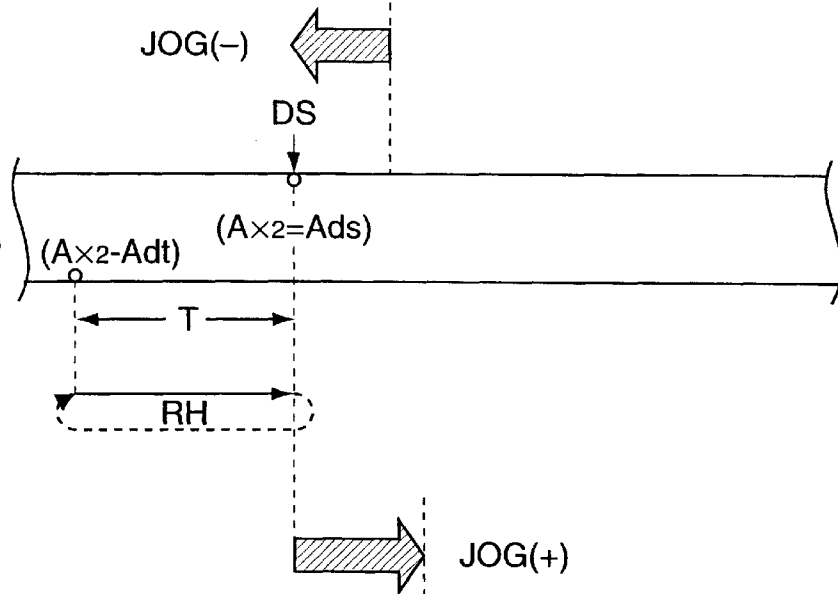 JOG(−)
DS
(A×2=Ads)
(A×2-Adt)
T
RH
JOG(+)